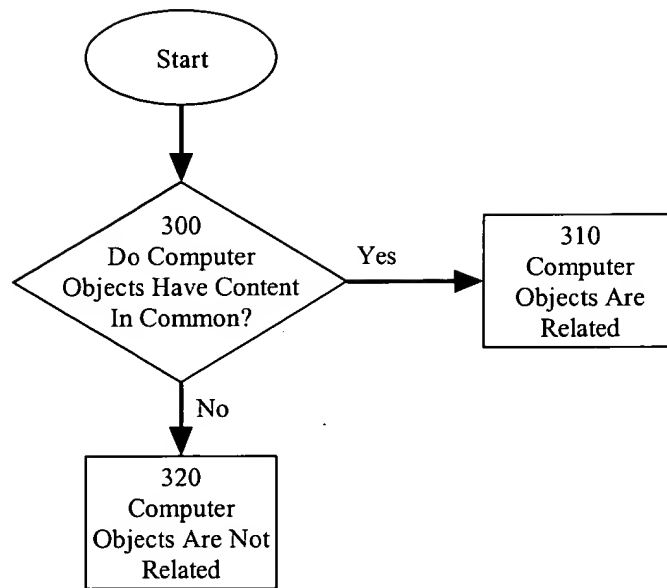 Start
300
Do Computer
Objects Have Content
In Common?
Yes
310
Computer
Objects Are
Related
No
320
Computer
Objects Are Not
Related